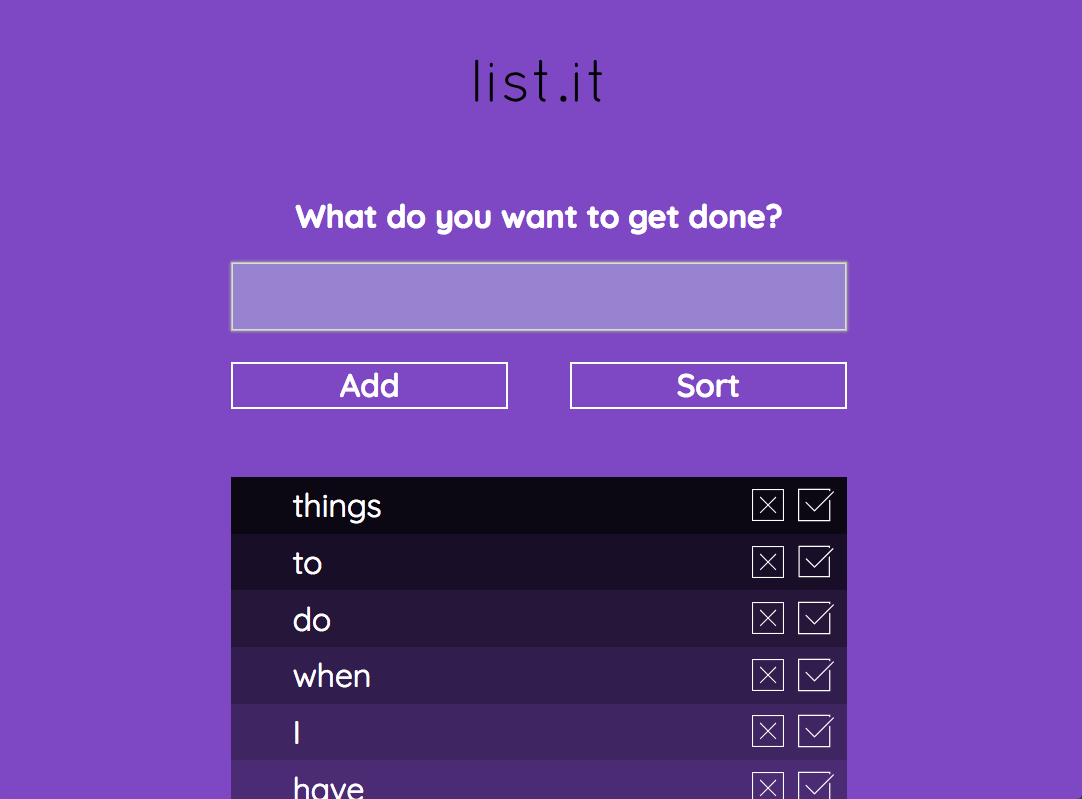 list.it
What do you want to get done?
Add
Sort
things
to
do
when
I
have